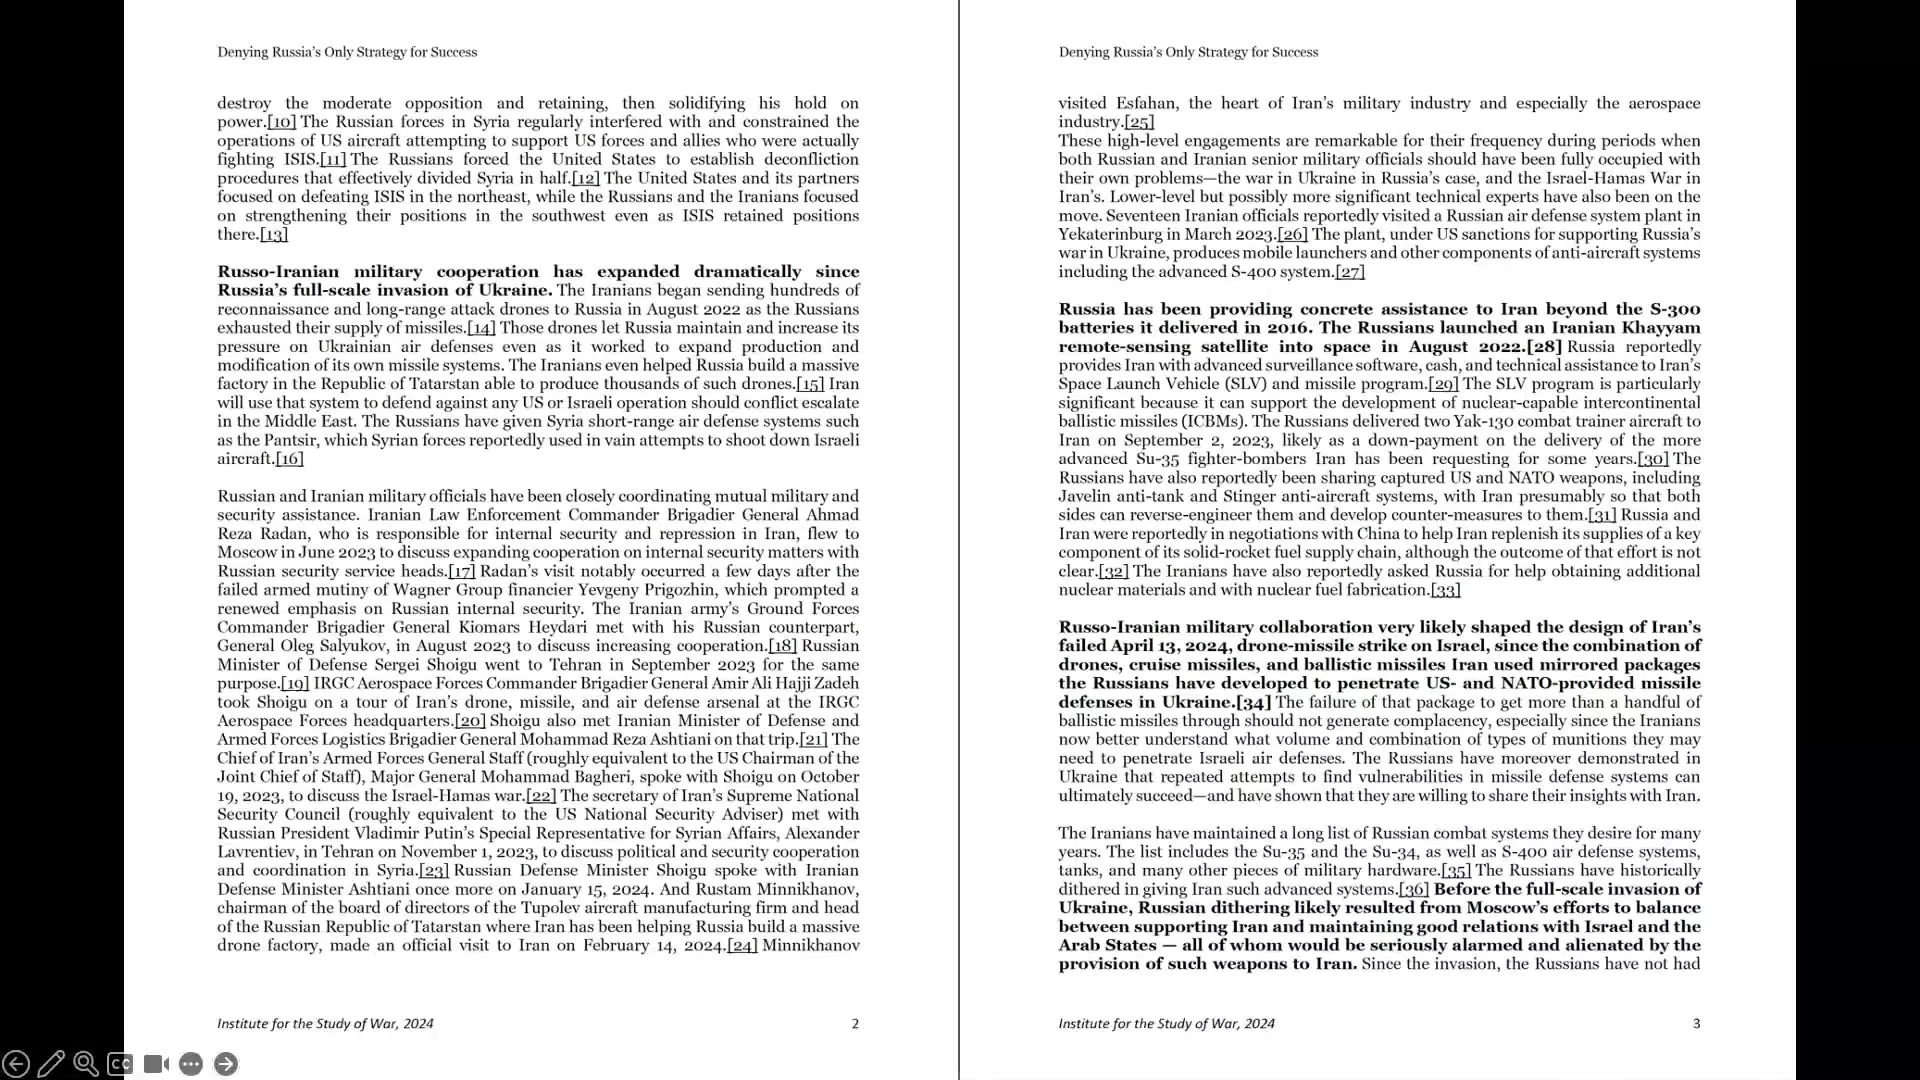 Denying Russia's Only Strategy for Success
destroy the moderate opposition and retaining, then solidifying his hold on
power.[10] The Russian forces in Syria regularly interfered with and constrained the
operations of US aircraft attempting to support US forces and allies who were actually
fighting ISIS.[11] The Russians forced the United States to establish deconfliction
procedures that effectively divided Syria in half.[12] The United States and its partners
focused on defeating ISIS in the northeast, while the Russians and the Iranians focused
on strengthening their positions in the southwest even as ISIS retained positions
there.[13]
Russo-Iranian military cooperation has expanded dramatically since
Russia's full-scale invasion of Ukraine. The Iranians began sending hundreds of
reconnaissance and long-range attack drones to Russia in August 2022 as the Russians
exhausted their supply of missiles.[14] Those drones let Russia maintain and increase its
pressure on Ukrainian air defenses even as it worked to expand production and
modification of its own missile systems. The Iranians even helped Russia build a massive
factory in the Republic of Tatarstan able to produce thousands of such drones.[15] Iran
will use that system to defend against any US or Israeli operation should conflict escalate
in the Middle East. The Russians have given Syria short-range air defense systems such
as the Pantsir, which Syrian forces reportedly used in vain attempts to shoot down Israeli
aircraft.[16]
Russian and Iranian military officials have been closely coordinating mutual military and
security assistance. Iranian Law Enforcement Commander Brigadier General Ahmad
Reza Radan, who is responsible for internal security and repression in Iran, flew to
Moscow in June 2023 to discuss expanding cooperation on internal security matters with
Russian security service heads.[17] Radan's visit notably occurred a few days after the
failed armed mutiny of Wagner Group financier Yevgeny Prigozhin, which prompted a
renewed emphasis on Russian internal security. The Iranian army's Ground Forces
Commander Brigadier General Kiomars Heydari met with his Russian counterpart,
General Oleg Salyukov, in August 2023 to discuss increasing cooperation.[18] Russian
Minister of Defense Sergei Shoigu went to Tehran in September 2023 for the same
purpose.[19] IRGC Aerospace Forces Commander Brigadier General Amir Ali Hajji Zadeh
took Shoigu on a tour of Iran's drone, missile, and air defense arsenal at the IRGC
Aerospace Forces headquarters.[20] Shoigu also met Iranian Minister of Defense and
Armed Forces Logistics Brigadier General Mohammad Reza Ashtiani on that trip.[21] The
Chief of Iran's Armed Forces General Staff (roughly equivalent to the US Chairman of the
Joint Chief of Staff), Major General Mohammad Bagheri, spoke with Shoigu on October
19, 2023, to discuss the Israel-Hamas war.[22] The secretary of Iran's Supreme National
Security Council (roughly equivalent to the US National Security Adviser) met with
Russian President Vladimir Putin's Special Representative for Syrian Affairs, Alexander
Lavrentiev, in Tehran on November 1, 2023, to discuss political and security cooperation
and coordination in Syria.[23] Russian Defense Minister Shoigu spoke with Iranian
Defense Minister Ashtiani once more on January 15, 2024. And Rustam Minnikhanov,
chairman of the board of directors of the Tupolev aircraft manufacturing firm and head
of the Russian Republic of Tatarstan where Iran has been helping Russia build a massive
drone factory, made an official visit to Iran on February 14, 2024.[24] Minnikhanov
Institute for the Study of War, 2024
2
Denying Russia's Only Strategy for Success
visited Esfahan, the heart of Iran's military industry and especially the aerospace
industry.[25]
These high-level engagements are remarkable for their frequency during periods when
both Russian and Iranian senior military officials should have been fully occupied with
their own problems—the war in Ukraine in Russia's case, and the Israel-Hamas War in
Iran's. Lower-level but possibly more significant technical experts have also been on the
move. Seventeen Iranian officials reportedly visited a Russian air defense system plant in
Yekaterinburg in March 2023.[26] The plant, under US sanctions for supporting Russia's
war in Ukraine, produces mobile launchers and other components of anti-aircraft systems
including the advanced S-400 system.[27]
Russia has been providing concrete assistance to Iran beyond the S-300
batteries it delivered in 2016. The Russians launched an Iranian Khayyam
remote-sensing satellite into space in August 2022.[28] Russia reportedly
provides Iran with advanced surveillance software, cash, and technical assistance to Iran's
Space Launch Vehicle (SLV) and missile program.[29] The SLV program is particularly
significant because it can support the development of nuclear-capable intercontinental
ballistic missiles (ICBMs). The Russians delivered two Yak-130 combat trainer aircraft to
Iran on September 2, 2023, likely as a down-payment on the delivery of the more
advanced Su-35 fighter-bombers Iran has been requesting for some years.[30] The
Russians have also reportedly been sharing captured US and NATO weapons, including
Javelin anti-tank and Stinger anti-aircraft systems, with Iran presumably so that both
sides can reverse-engineer them and develop counter-measures to them.[31] Russia and
Iran were reportedly in negotiations with China to help Iran replenish its supplies of a key
component of its solid-rocket fuel supply chain, although the outcome of that effort is not
clear.[32] The Iranians have also reportedly asked Russia for help obtaining additional
nuclear materials and with nuclear fuel fabrication.[33]
Russo-Iranian military collaboration very likely shaped the design of Iran's
failed April 13, 2024, drone-missile strike on Israel, since the combination of
drones, cruise missiles, and ballistic missiles Iran used mirrored packages
the Russians have developed to penetrate US- and NATO-provided missile
defenses in Ukraine.[34] The failure of that package to get more than a handful of
ballistic missiles through should not generate complacency, especially since the Iranians
now better understand what volume and combination of types of munitions they may
need to penetrate Israeli air defenses. The Russians have moreover demonstrated in
Ukraine that repeated attempts to find vulnerabilities in missile defense systems can
ultimately succeed—and have shown that they are willing to share their insights with Iran.
The Iranians have maintained a long list of Russian combat systems they desire for many
years. The list includes the Su-35 and the Su-34, as well as S-400 air defense systems,
tanks, and many other pieces of military hardware.[35] The Russians have historically
dithered in giving Iran such advanced systems.[36] Before the full-scale invasion of
Ukraine, Russian dithering likely resulted from Moscow's efforts to balance
between supporting Iran and maintaining good relations with Israel and the
Arab States — all of whom would be seriously alarmed and alienated by the
provision of such weapons to Iran. Since the invasion, the Russians have not had
Institute for the Study of War, 2024
3
CC